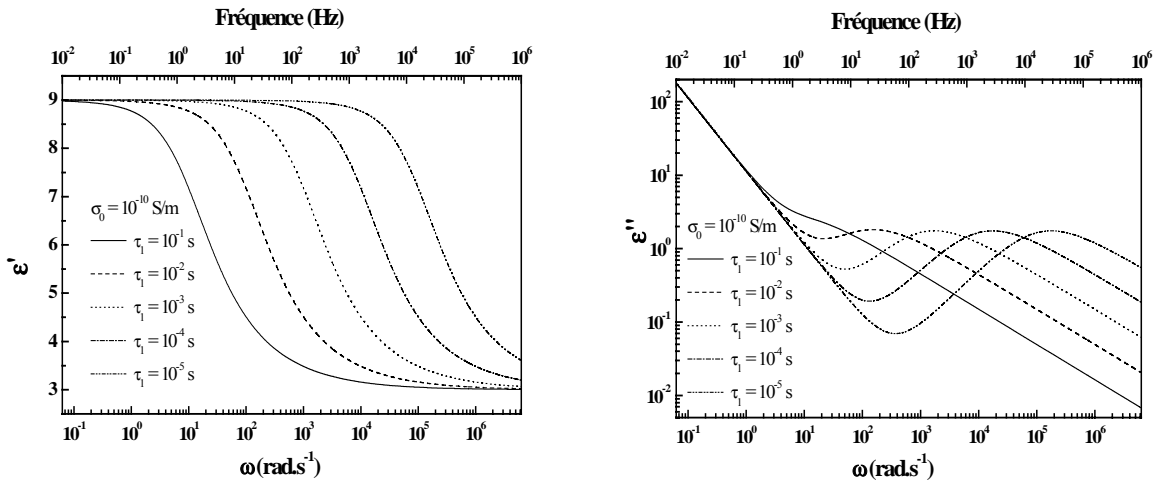 Fréquence (Hz)
10⁻² 10⁻¹ 10⁰ 10¹ 10² 10³ 10⁴ 10⁵ 10⁶
9
8
7
6
5
4
3
ε'
σ₀ = 10⁻¹⁰ S/m
τ₁ = 10⁻¹ s
τ₁ = 10⁻² s
τ₁ = 10⁻³ s
τ₁ = 10⁻⁴ s
τ₁ = 10⁻⁵ s
10⁻¹ 10⁰ 10¹ 10² 10³ 10⁴ 10⁵ 10⁶
ω (rad.s⁻¹)
Fréquence (Hz)
10⁻² 10⁻¹ 10⁰ 10¹ 10² 10³ 10⁴ 10⁵ 10⁶
10²
10¹
10⁰
10⁻¹
10⁻²
ε''
σ₀ = 10⁻¹⁰ S/m
τ₁ = 10⁻¹ s
τ₁ = 10⁻² s
τ₁ = 10⁻³ s
τ₁ = 10⁻⁴ s
τ₁ = 10⁻⁵ s
10⁻¹ 10⁰ 10¹ 10² 10³ 10⁴ 10⁵ 10⁶
ω (rad.s⁻¹)